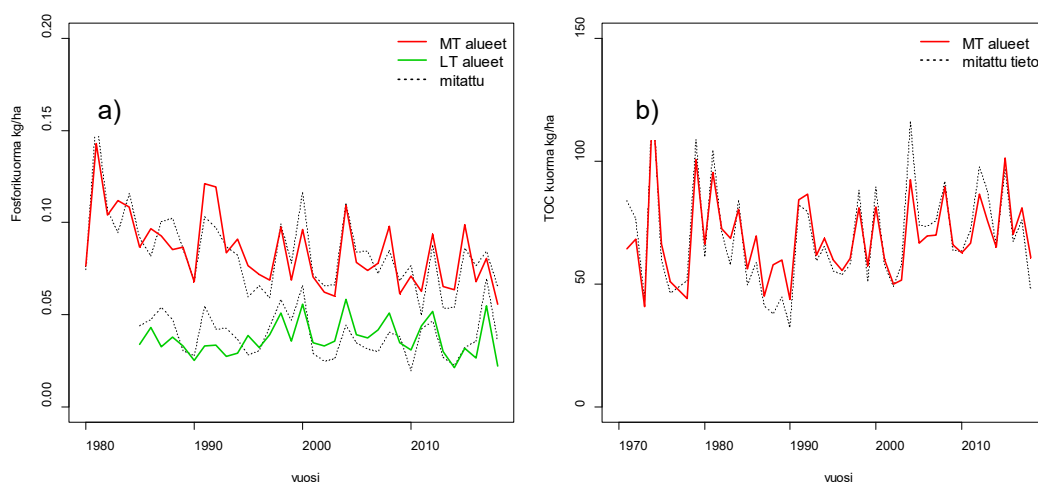 a)
MT alueet
LT alueet
mitattu
Fosforikuorma kg/ha
0.20
0.15
0.10
0.05
0.00
1980 1990 2000 2010
vuosi
b)
MT alueet
mitattu tieto
TOC kuorma kg/ha
150
100
50
0
1970 1980 1990 2000 2010
vuosi